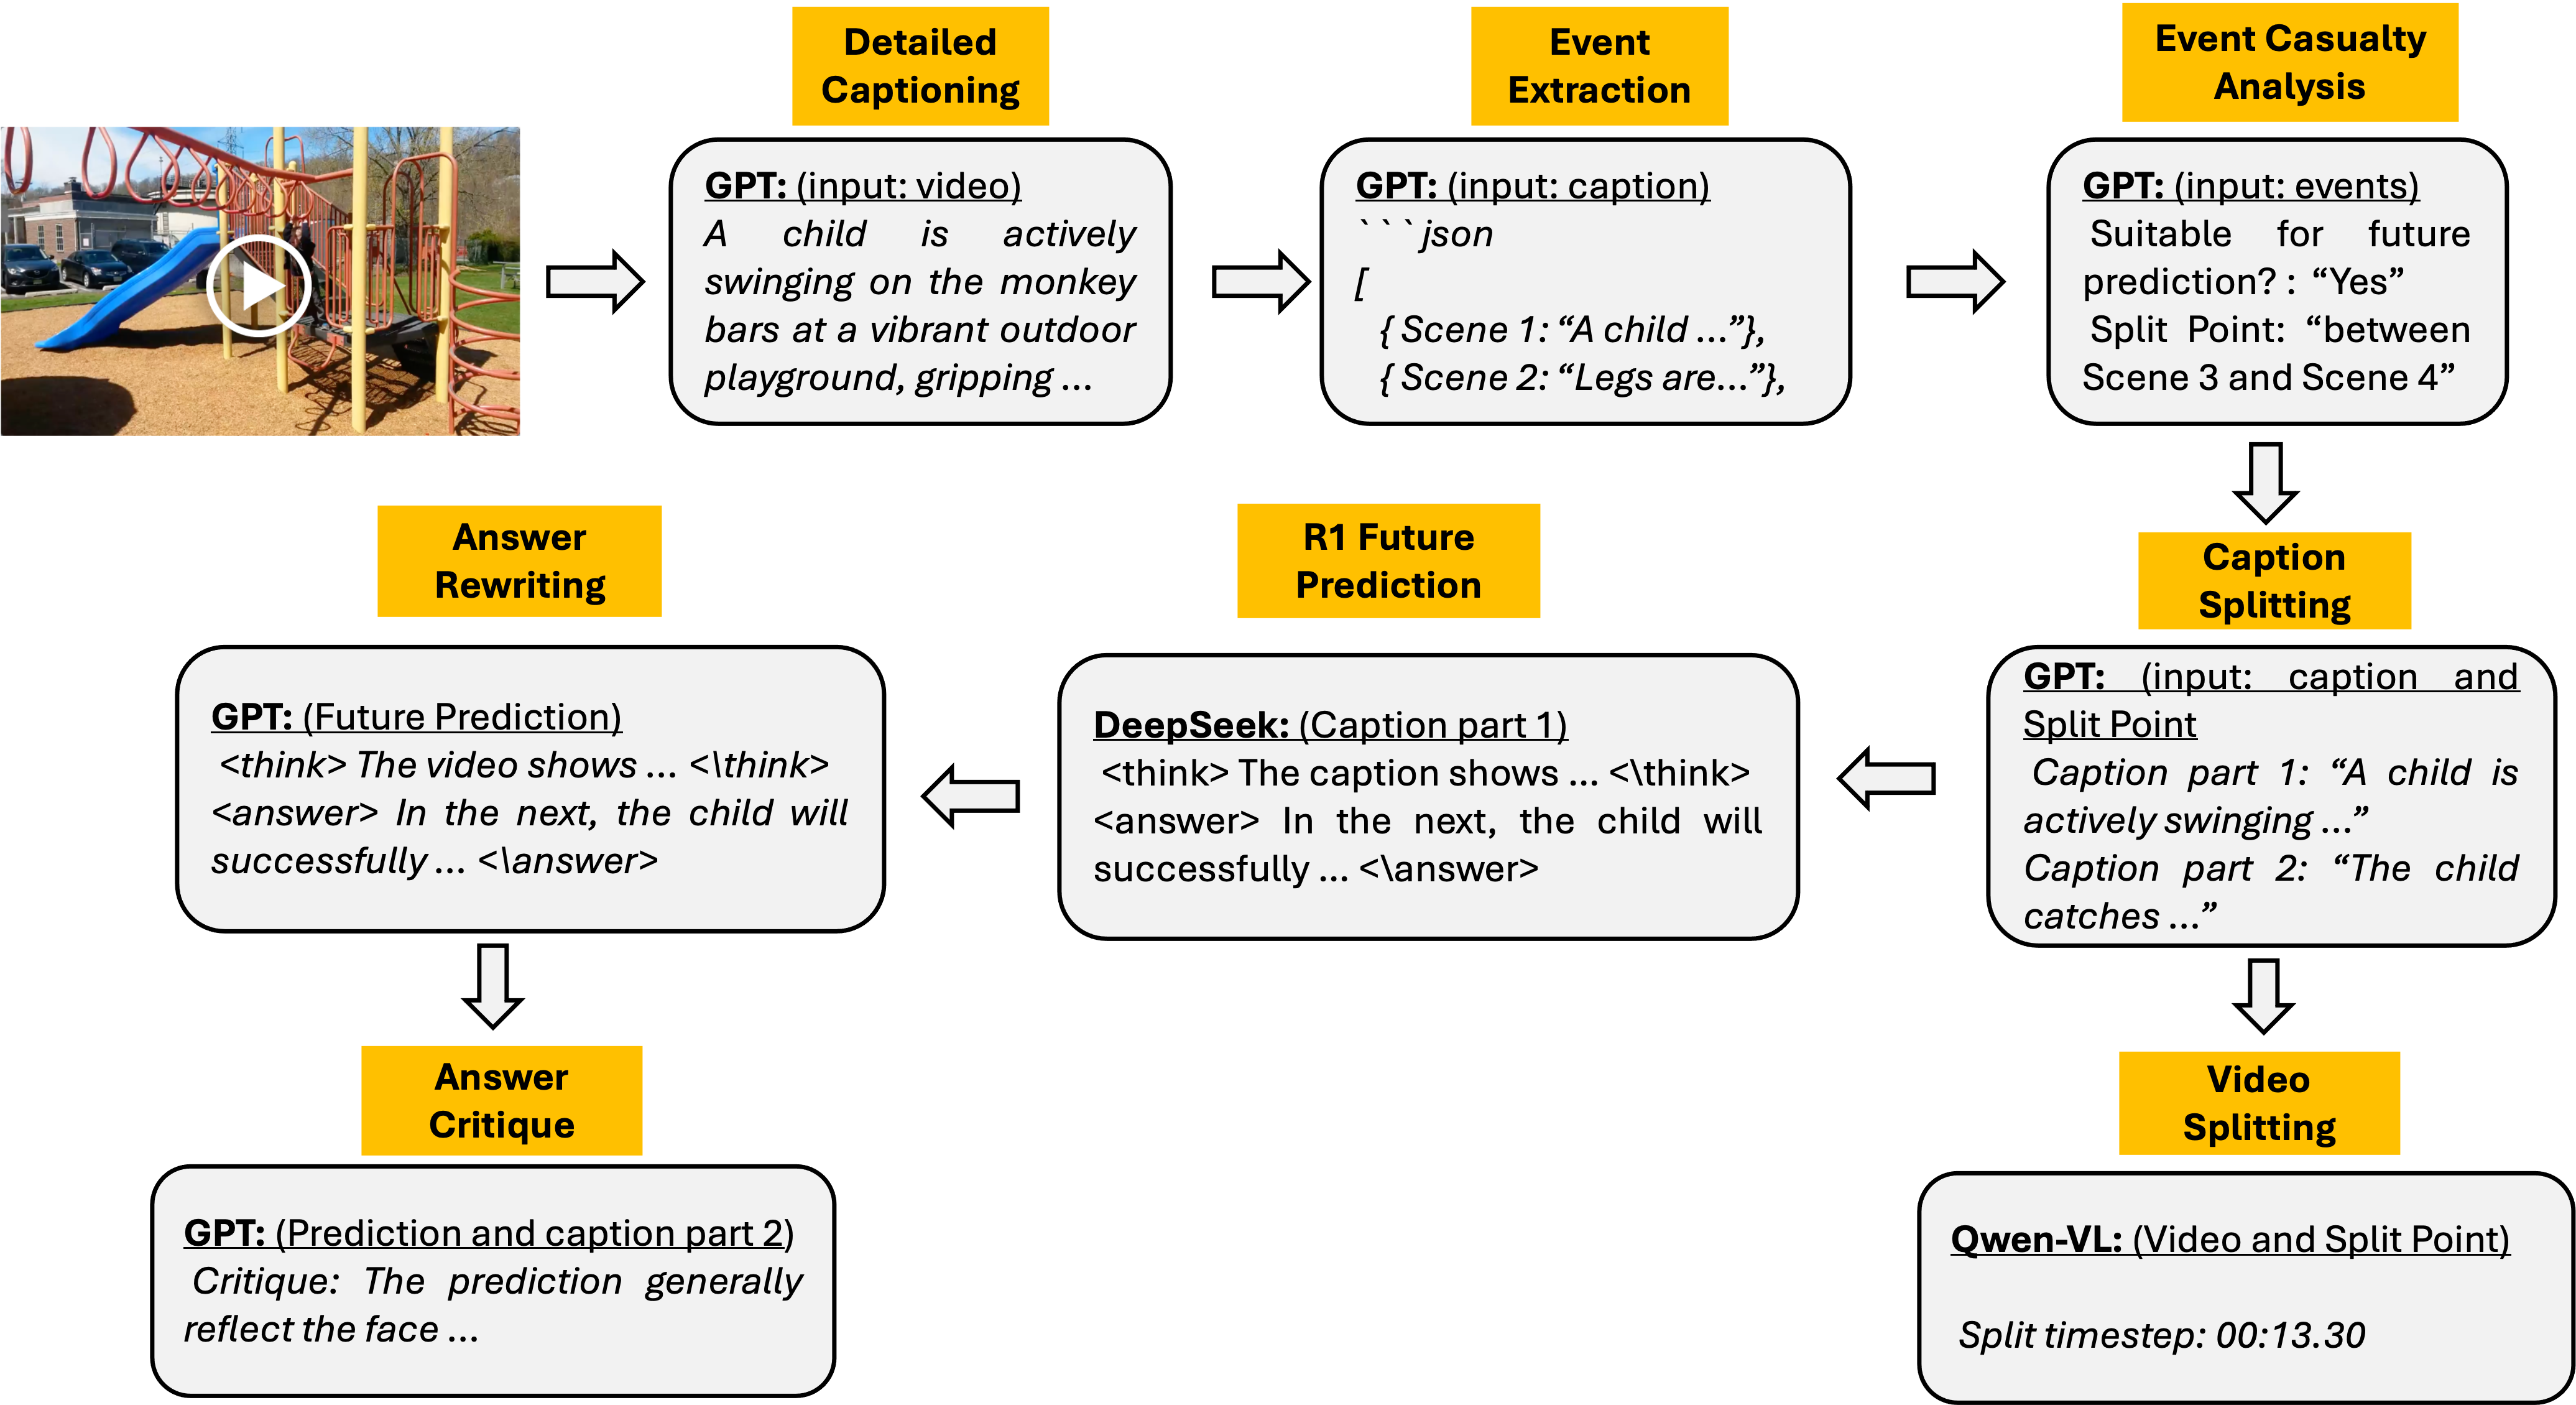 Detailed
Captioning
GPT: (input: video)
A child is actively
swinging on the monkey
bars at a vibrant outdoor
playground, gripping ...
Event
Extraction
GPT: (input: caption)
```json
[
{ Scene 1: “A child ...”},
{ Scene 2: “Legs are...”},
Event Casualty
Analysis
GPT: (input: events)
Suitable for future
prediction? : “Yes”
Split Point: “between
Scene 3 and Scene 4”
Caption
Splitting
GPT: (input: caption and
Split Point
Caption part 1: “A child is
actively swinging ...”
Caption part 2: “The child
catches ...”
R1 Future
Prediction
DeepSeek: (Caption part 1)
<think> The caption shows ... <\think>
<answer> In the next, the child will
successfully ... <\answer>
Answer
Rewriting
GPT: (Future Prediction)
<think> The video shows ... <\think>
<answer> In the next, the child will
successfully ... <\answer>
Answer
Critique
GPT: (Prediction and caption part 2)
Critique: The prediction generally
reflect the face ...
Video
Splitting
Qwen-VL: (Video and Split Point)
Split timestep: 00:13.30